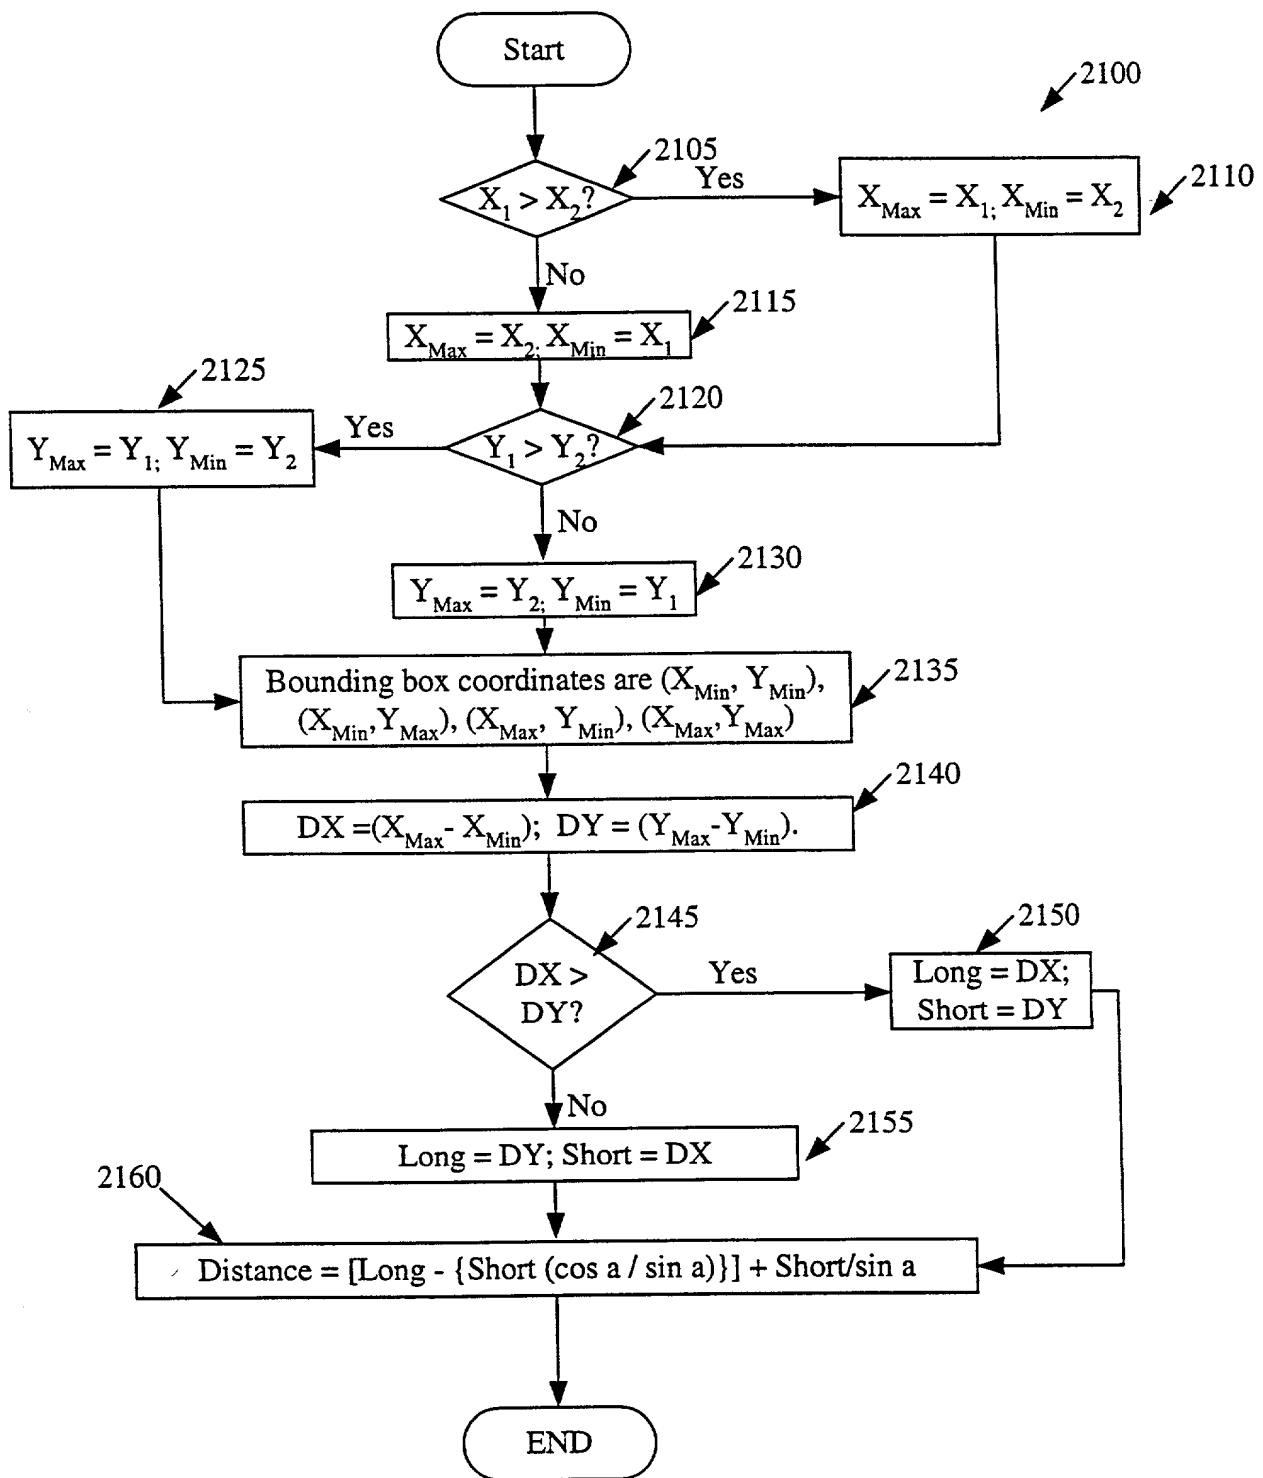 Start
2100
2105
X1 > X2?
Yes
XMax = X1; XMin = X2
2110
No
2115
XMax = X2; XMin = X1
2125
2120
YMax = Y1; YMin = Y2
Yes
Y1 > Y2?
No
2130
YMax = Y2; YMin = Y1
2135
Bounding box coordinates are (XMin, YMin),
(XMin,YMax), (XMax, YMin), (XMax,YMax)
2140
DX =(XMax- XMin); DY = (YMax-YMin).
2145
2150
DX >
DY?
Yes
Long = DX;
Short = DY
No
2155
Long = DY; Short = DX
2160
Distance = [Long - {Short (cos a / sin a)}] + Short/sin a
END